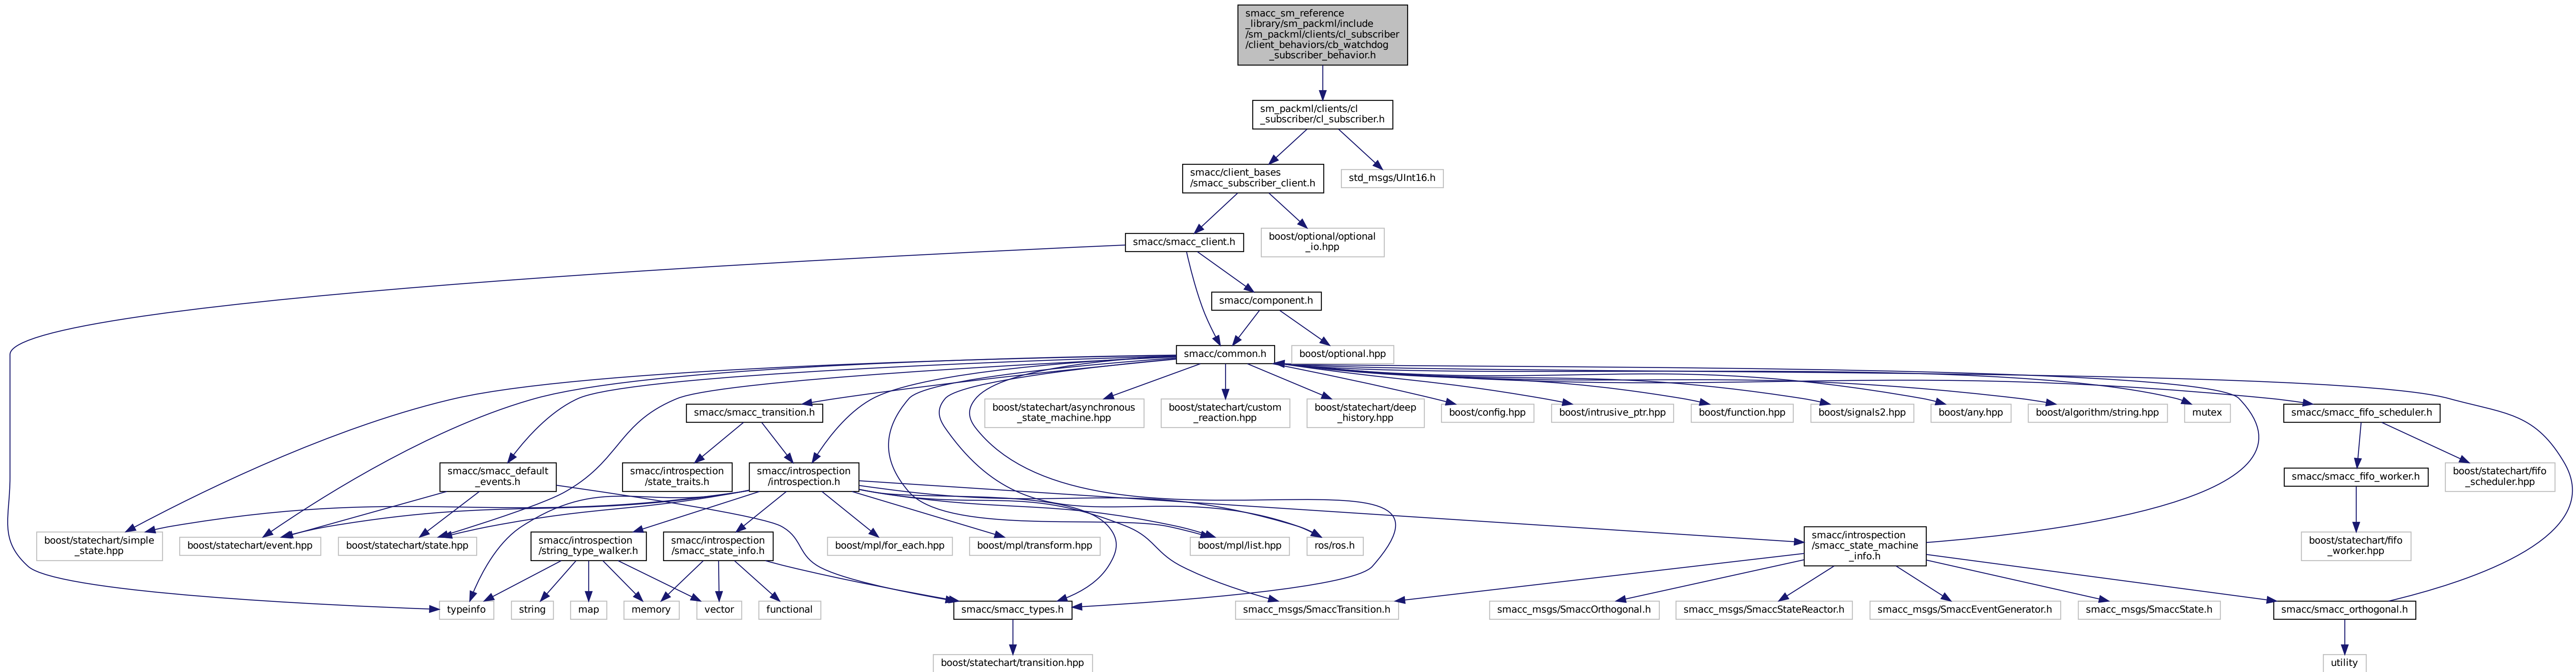 smacc_sm_reference
_library/sm_packml/include
/sm_packml/clients/cl_subscriber
/client_behaviors/cb_watchdog
_subscriber_behavior.h
sm_packml/clients/cl
_subscriber/cl_subscriber.h
smacc/client_bases
/smacc_subscriber_client.h
std_msgs/UInt16.h
smacc/smacc_client.h
boost/optional/optional
_io.hpp
smacc/component.h
smacc/common.h
boost/optional.hpp
smacc/smacc_transition.h
boost/statechart/asynchronous
_state_machine.hpp
boost/statechart/custom
_reaction.hpp
boost/statechart/deep
_history.hpp
boost/config.hpp
boost/intrusive_ptr.hpp
boost/function.hpp
boost/signals2.hpp
boost/any.hpp
boost/algorithm/string.hpp
mutex
smacc/smacc_fifo_scheduler.h
smacc/smacc_default
_events.h
smacc/introspection
/state_traits.h
smacc/introspection
/introspection.h
smacc/smacc_fifo_worker.h
boost/statechart/fifo
_scheduler.hpp
boost/statechart/simple
_state.hpp
boost/statechart/event.hpp
boost/statechart/state.hpp
smacc/introspection
/string_type_walker.h
smacc/introspection
/smacc_state_info.h
boost/mpl/for_each.hpp
boost/mpl/transform.hpp
boost/mpl/list.hpp
ros/ros.h
smacc/introspection
/smacc_state_machine
_info.h
boost/statechart/fifo
_worker.hpp
typeinfo
string
map
memory
vector
functional
smacc/smacc_types.h
smacc_msgs/SmaccTransition.h
smacc_msgs/SmaccOrthogonal.h
smacc_msgs/SmaccStateReactor.h
smacc_msgs/SmaccEventGenerator.h
smacc_msgs/SmaccState.h
smacc/smacc_orthogonal.h
boost/statechart/transition.hpp
utility